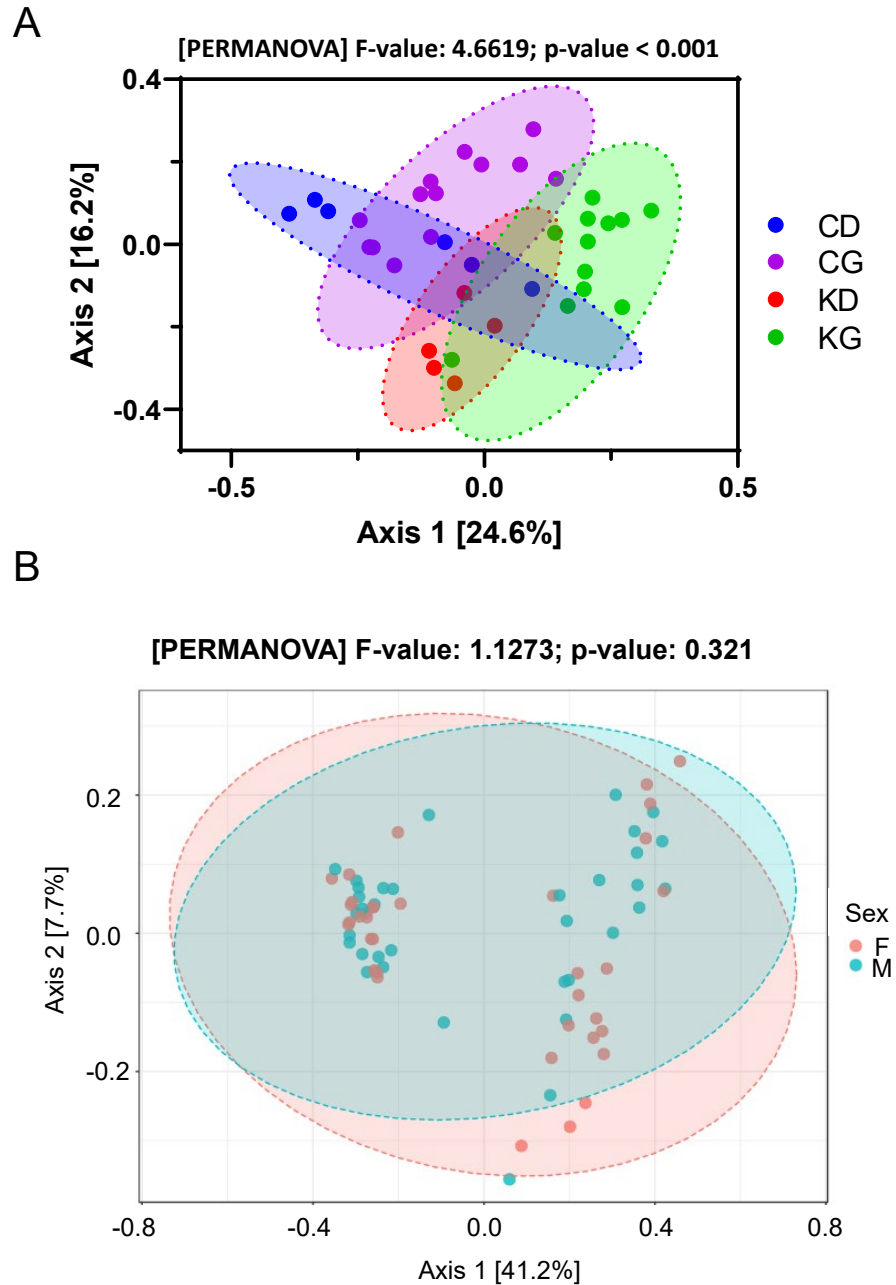 A
[PERMANOVA] F-value: 4.6619; p-value < 0.001
0.4
0.0
-0.4
Axis 2 [16.2%]
-0.5
0.0
0.5
Axis 1 [24.6%]
CD
CG
KD
KG
B
[PERMANOVA] F-value: 1.1273; p-value: 0.321
0.2
0.0
-0.2
Axis 2 [7.7%]
-0.8
-0.4
0.0
0.4
0.8
Axis 1 [41.2%]
Sex
F
M